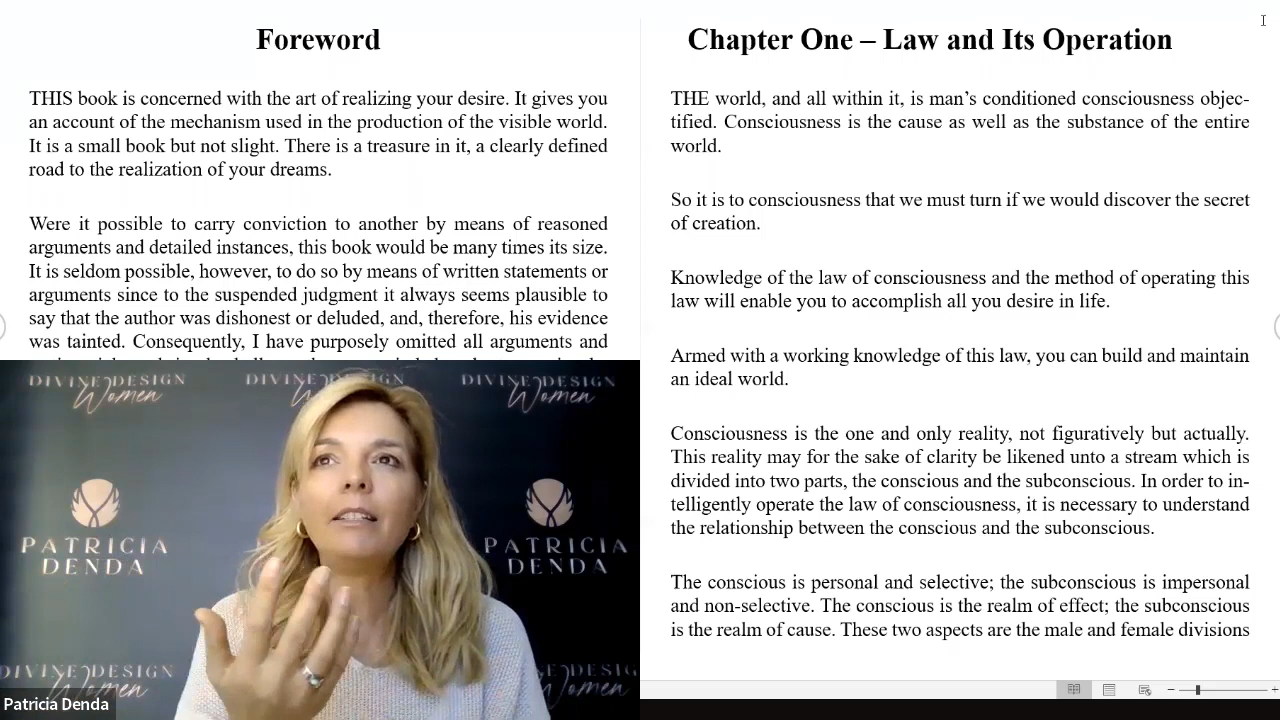 Foreword
THIS book is concerned with the art of realizing your desire. It gives you
an account of the mechanism used in the production of the visible world.
It is a small book but not slight. There is a treasure in it, a clearly defined
road to the realization of your dreams.
Were it possible to carry conviction to another by means of reasoned
arguments and detailed instances, this book would be many times its size.
It is seldom possible, however, to do so by means of written statements or
arguments since to the suspended judgment it always seems plausible to
say that the author was dishonest or deluded, and, therefore, his evidence
was tainted. Consequently, I have purposely omitted all arguments and
Chapter One – Law and Its Operation
THE world, and all within it, is man’s conditioned consciousness objec-
tified. Consciousness is the cause as well as the substance of the entire
world.
So it is to consciousness that we must turn if we would discover the secret
of creation.
Knowledge of the law of consciousness and the method of operating this
law will enable you to accomplish all you desire in life.
Armed with a working knowledge of this law, you can build and maintain
an ideal world.
Consciousness is the one and only reality, not figuratively but actually.
This reality may for the sake of clarity be likened unto a stream which is
divided into two parts, the conscious and the subconscious. In order to in-
telligently operate the law of consciousness, it is necessary to understand
the relationship between the conscious and the subconscious.
The conscious is personal and selective; the subconscious is impersonal
and non-selective. The conscious is the realm of effect; the subconscious
is the realm of cause. These two aspects are the male and female divisions
DIVINE DESIGN
Women
DIVINE DESIGN
DIVINE DESIGN
Women
PATRICIA
DENDA
PATRICIA
DENDA
DIVINE DESIGN
Women
Women
Patricia Denda